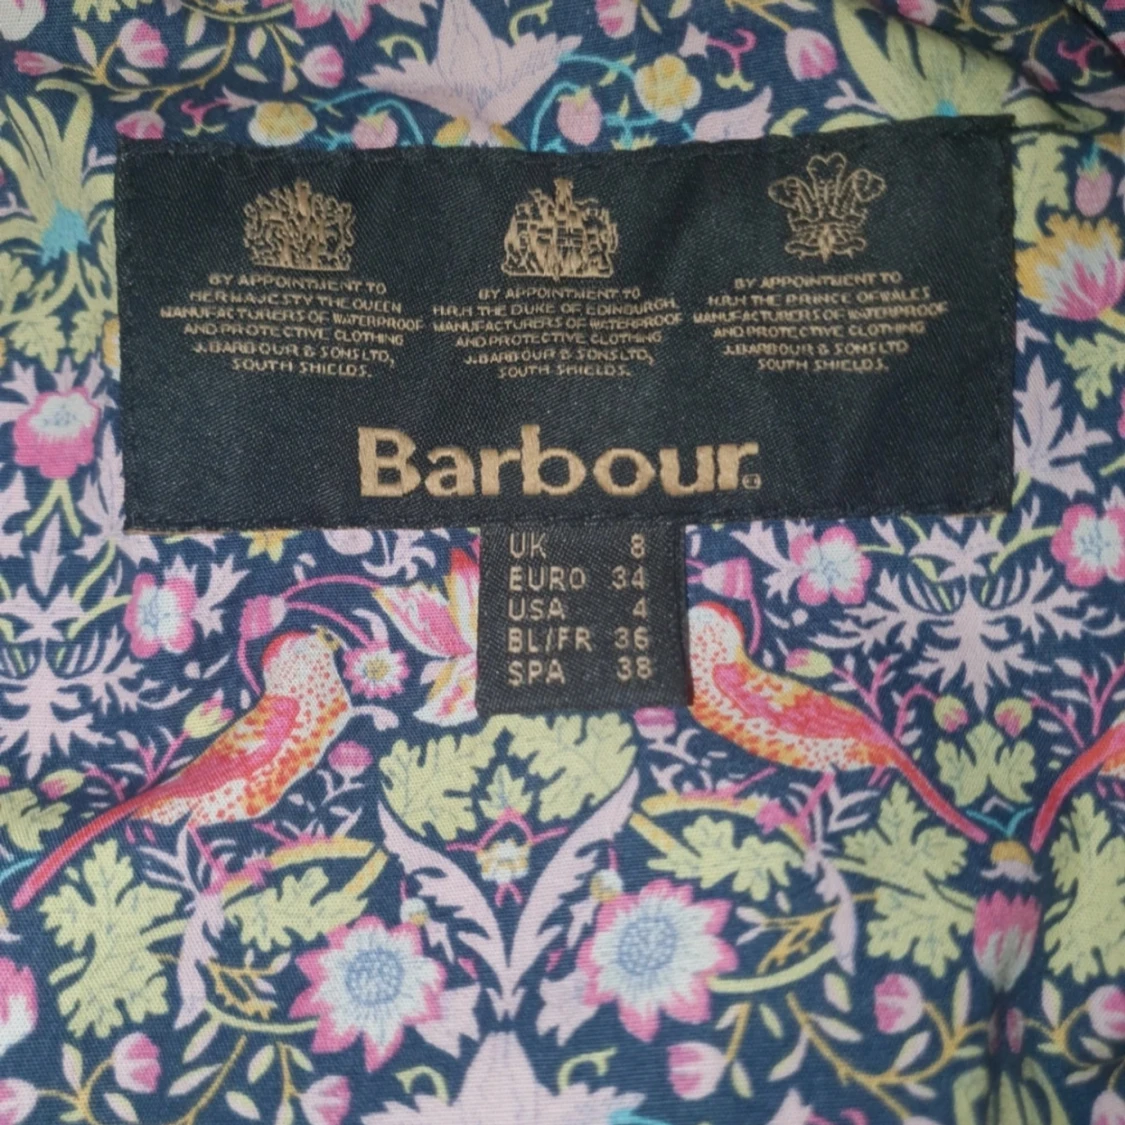 BY APPOINTMENT TO
HER MAJESTY THE QUEEN
MANUFACTURERS OF WATERPROOF
AND PROTECTIVE CLOTHING
J. BARBOUR & SONS LTD,
SOUTH SHIELDS.
BY APPOINTMENT TO
H.R.H THE DUKE OF EDINBURGH
MANUFACTURERS OF WATERPROOF
AND PROTECTIVE CLOTHING
J. BARBOUR & SONS LTD,
SOUTH SHIELDS.
BY APPOINTMENT TO
H.R.H THE PRINCE OF WALES
MANUFACTURERS OF WATERPROOF
AND PROTECTIVE CLOTHING
J. BARBOUR & SONS LTD
SOUTH SHIELDS.
Barbour®
UK 8
EURO 34
USA 4
BL/FR 36
SPA 38